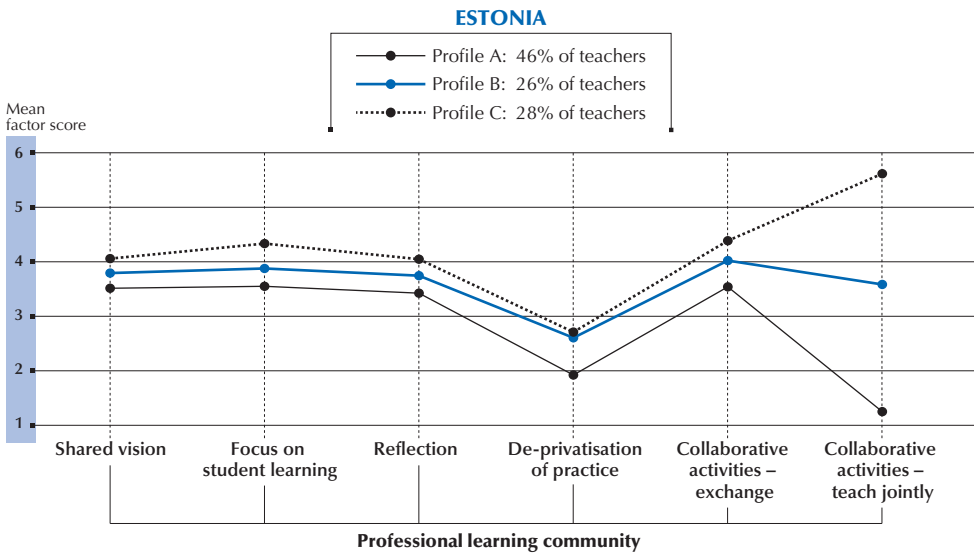 ESTONIA
Profile A: 46% of teachers
Profile B: 26% of teachers
Profile C: 28% of teachers
Mean
factor score
6
5
4
3
2
1
Shared vision
Focus on
student learning
Reflection
De-privatisation
of practice
Collaborative
activities –
exchange
Collaborative
activities –
teach jointly
Professional learning community